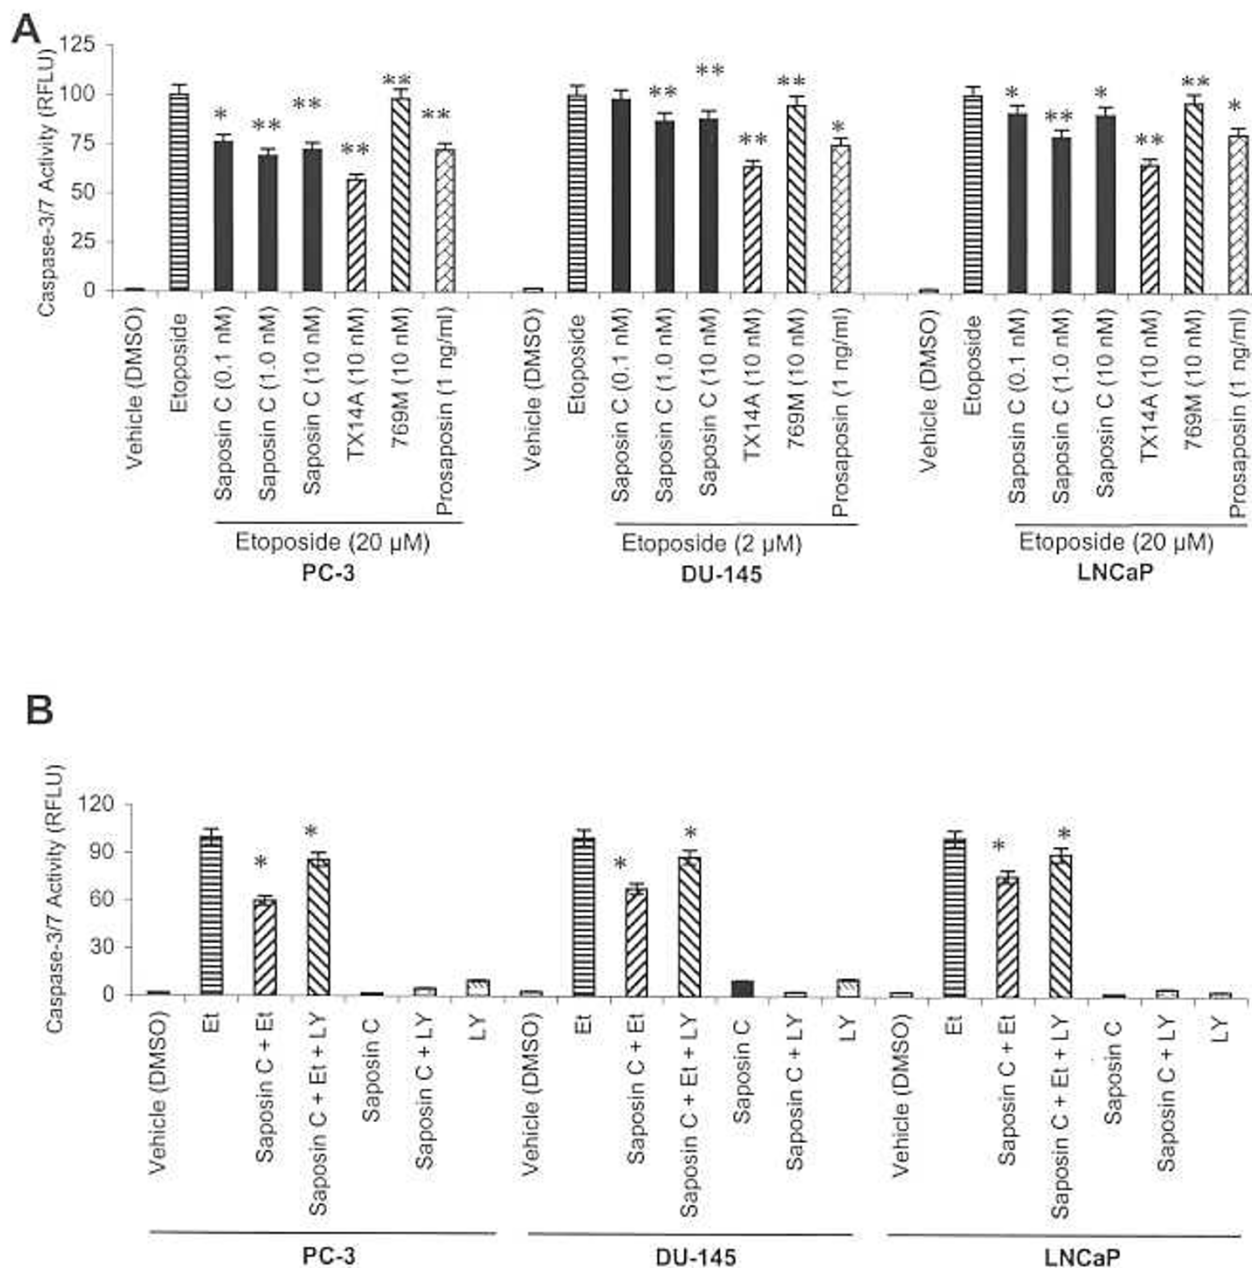 A
Caspase-3/7 Activity (RFLU)
125
100
75
50
25
0
* ** ** ** ** **
** ** ** ** *
* ** * ** ** *
Vehicle (DMSO)
Etoposide
Saposin C (0.1 nM)
Saposin C (1.0 nM)
Saposin C (10 nM)
TX14A (10 nM)
769M (10 nM)
Prosaposin (1 ng/ml)
Etoposide (20 µM)
PC-3
Vehicle (DMSO)
Etoposide
Saposin C (0.1 nM)
Saposin C (1.0 nM)
Saposin C (10 nM)
TX14A (10 nM)
769M (10 nM)
Prosaposin (1 ng/ml)
Etoposide (2 µM)
DU-145
Vehicle (DMSO)
Etoposide
Saposin C (0.1 nM)
Saposin C (1.0 nM)
Saposin C (10 nM)
TX14A (10 nM)
769M (10 nM)
Prosaposin (1 ng/ml)
Etoposide (20 µM)
LNCaP
B
Caspase-3/7 Activity (RFLU)
120
90
60
30
0
* *
* *
* *
Vehicle (DMSO)
Et
Saposin C + Et
Saposin C + Et + LY
Saposin C
Saposin C + LY
LY
PC-3
Vehicle (DMSO)
Et
Saposin C + Et
Saposin C + Et + LY
Saposin C
Saposin C + LY
LY
DU-145
Vehicle (DMSO)
Et
Saposin C + Et
Saposin C + Et + LY
Saposin C
Saposin C + LY
LY
LNCaP